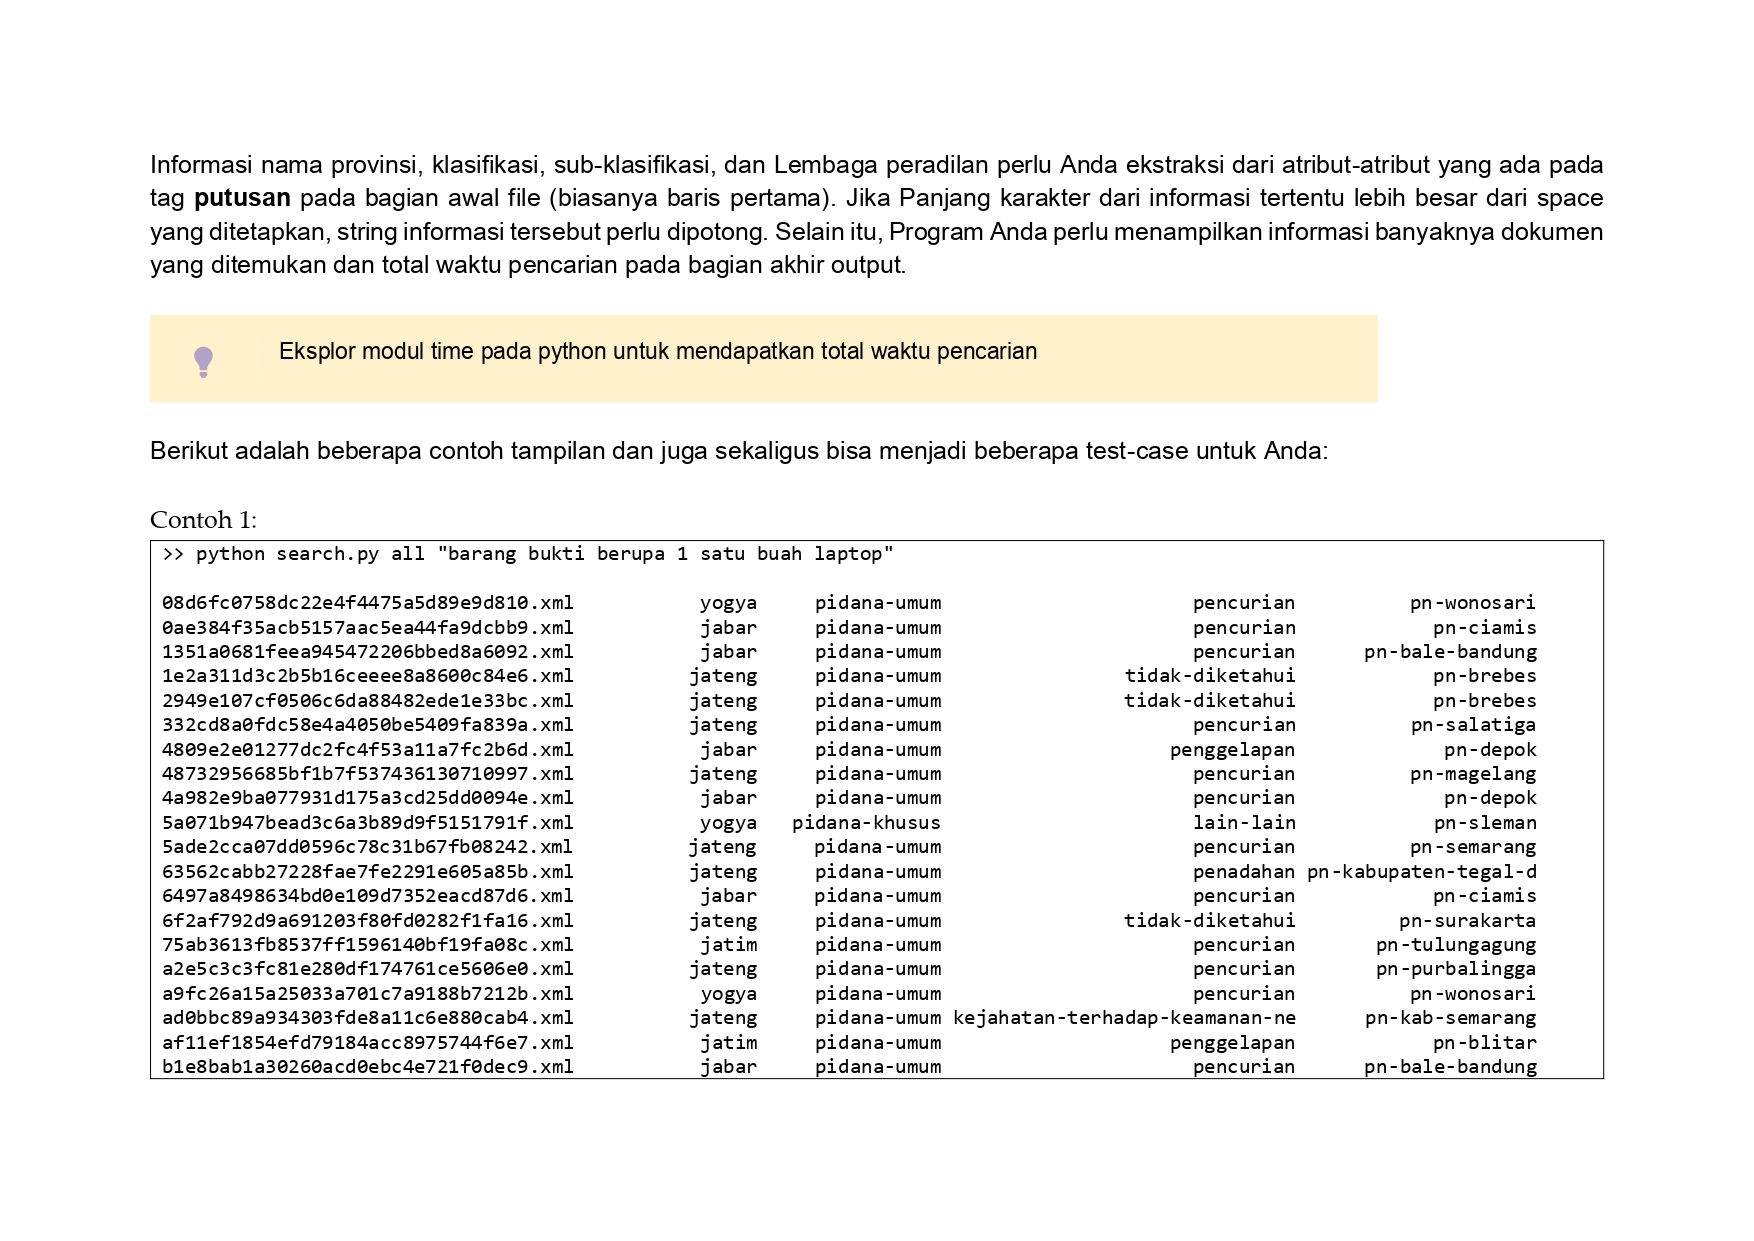 Informasi nama provinsi, klasifikasi, sub-klasifikasi, dan Lembaga peradilan perlu Anda ekstraksi dari atribut-atribut yang ada pada
tag putusan pada bagian awal file (biasanya baris pertama). Jika Panjang karakter dari informasi tertentu lebih besar dari space
yang ditetapkan, string informasi tersebut perlu dipotong. Selain itu, Program Anda perlu menampilkan informasi banyaknya dokumen
yang ditemukan dan total waktu pencarian pada bagian akhir output.
Eksplor modul time pada python untuk mendapatkan total waktu pencarian
Berikut adalah beberapa contoh tampilan dan juga sekaligus bisa menjadi beberapa test-case untuk Anda:
Contoh 1:
>> python search.py all "barang bukti berupa 1 satu buah laptop"
08d6fc0758dc22e4f4475a5d89e9d810.xml yogya pidana-umum pencurian pn-wonosari
0ae384f35acb5157aac5ea44fa9dcbb9.xml jabar pidana-umum pencurian pn-ciamis
1351a0681feea945472206bbed8a6092.xml jabar pidana-umum pencurian pn-bale-bandung
1e2a311d3c2b5b16ceeee8a8600c84e6.xml jateng pidana-umum tidak-diketahui pn-brebes
2949e107cf0506c6da88482ede1e33bc.xml jateng pidana-umum tidak-diketahui pn-brebes
332cd8a0fdc58e4a4050be5409fa839a.xml jateng pidana-umum pencurian pn-salatiga
4809e2e01277dc2fc4f53a11a7fc2b6d.xml jabar pidana-umum penggelapan pn-depok
48732956685bf1b7f537436130710997.xml jateng pidana-umum pencurian pn-magelang
4a982e9ba077931d175a3cd25dd0094e.xml jabar pidana-umum pencurian pn-depok
5a071b947bead3c6a3b89d9f5151791f.xml yogya pidana-khusus lain-lain pn-sleman
5ade2cca07dd0596c78c31b67fb08242.xml jateng pidana-umum pencurian pn-semarang
63562cabb27228fae7fe2291e605a85b.xml jateng pidana-umum penadahan pn-kabupaten-tegal-d
6497a8498634bd0e109d7352eacd87d6.xml jabar pidana-umum pencurian pn-ciamis
6f2af792d9a691203f80fd0282f1fa16.xml jateng pidana-umum tidak-diketahui pn-surakarta
75ab3613fb8537ff1596140bf19fa08c.xml jatim pidana-umum pencurian pn-tulungagung
a2e5c3c3fc81e280df174761ce5606e0.xml jateng pidana-umum pencurian pn-purbalingga
a9fc26a15a25033a701c7a9188b7212b.xml yogya pidana-umum pencurian pn-wonosari
ad0bbc89a934303fde8a11c6e880cab4.xml jateng pidana-umum kejahatan-terhadap-keamanan-ne pn-kab-semarang
af11ef1854efd79184acc8975744f6e7.xml jatim pidana-umum penggelapan pn-blitar
b1e8bab1a30260acd0ebc4e721f0dec9.xml jabar pidana-umum pencurian pn-bale-bandung